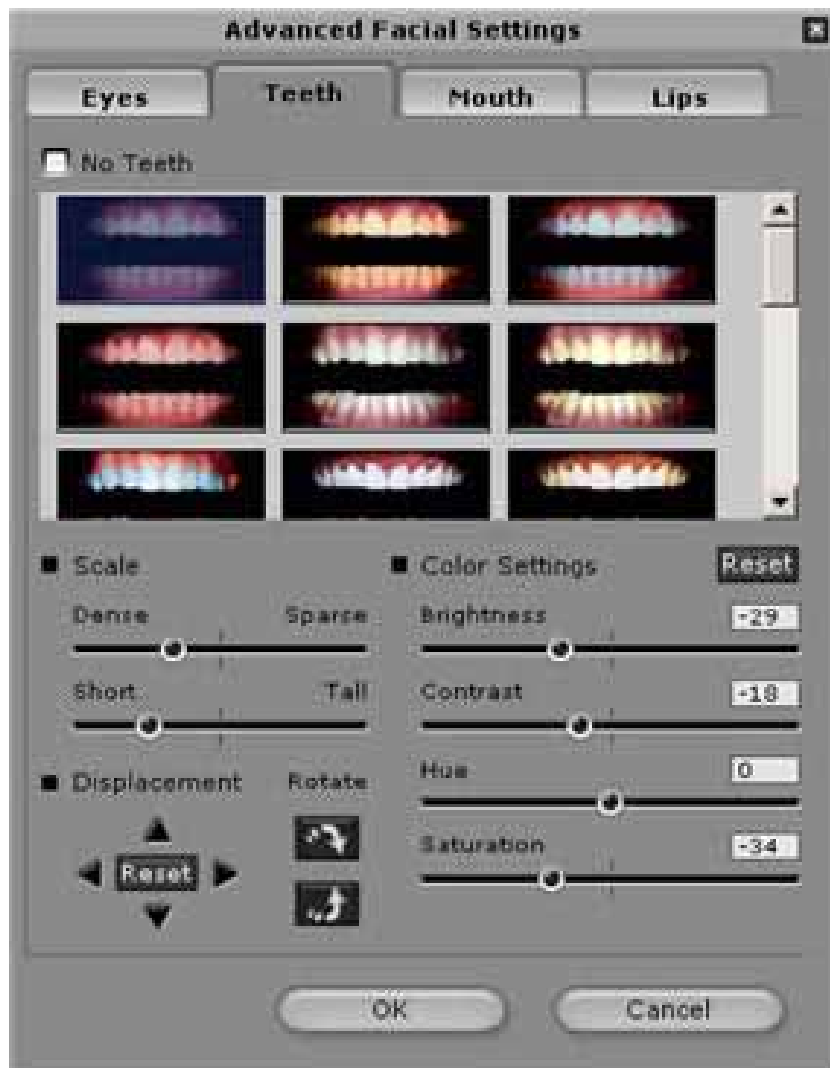 Advanced Facial Settings
Eyes Teeth Mouth Lips
No Teeth
Scale
Dense Sparse
Short Tall
Displacement Rotate
Reset
Color Settings Reset
Brightness -29
Contrast -18
Hue 0
Saturation -34
OK Cancel